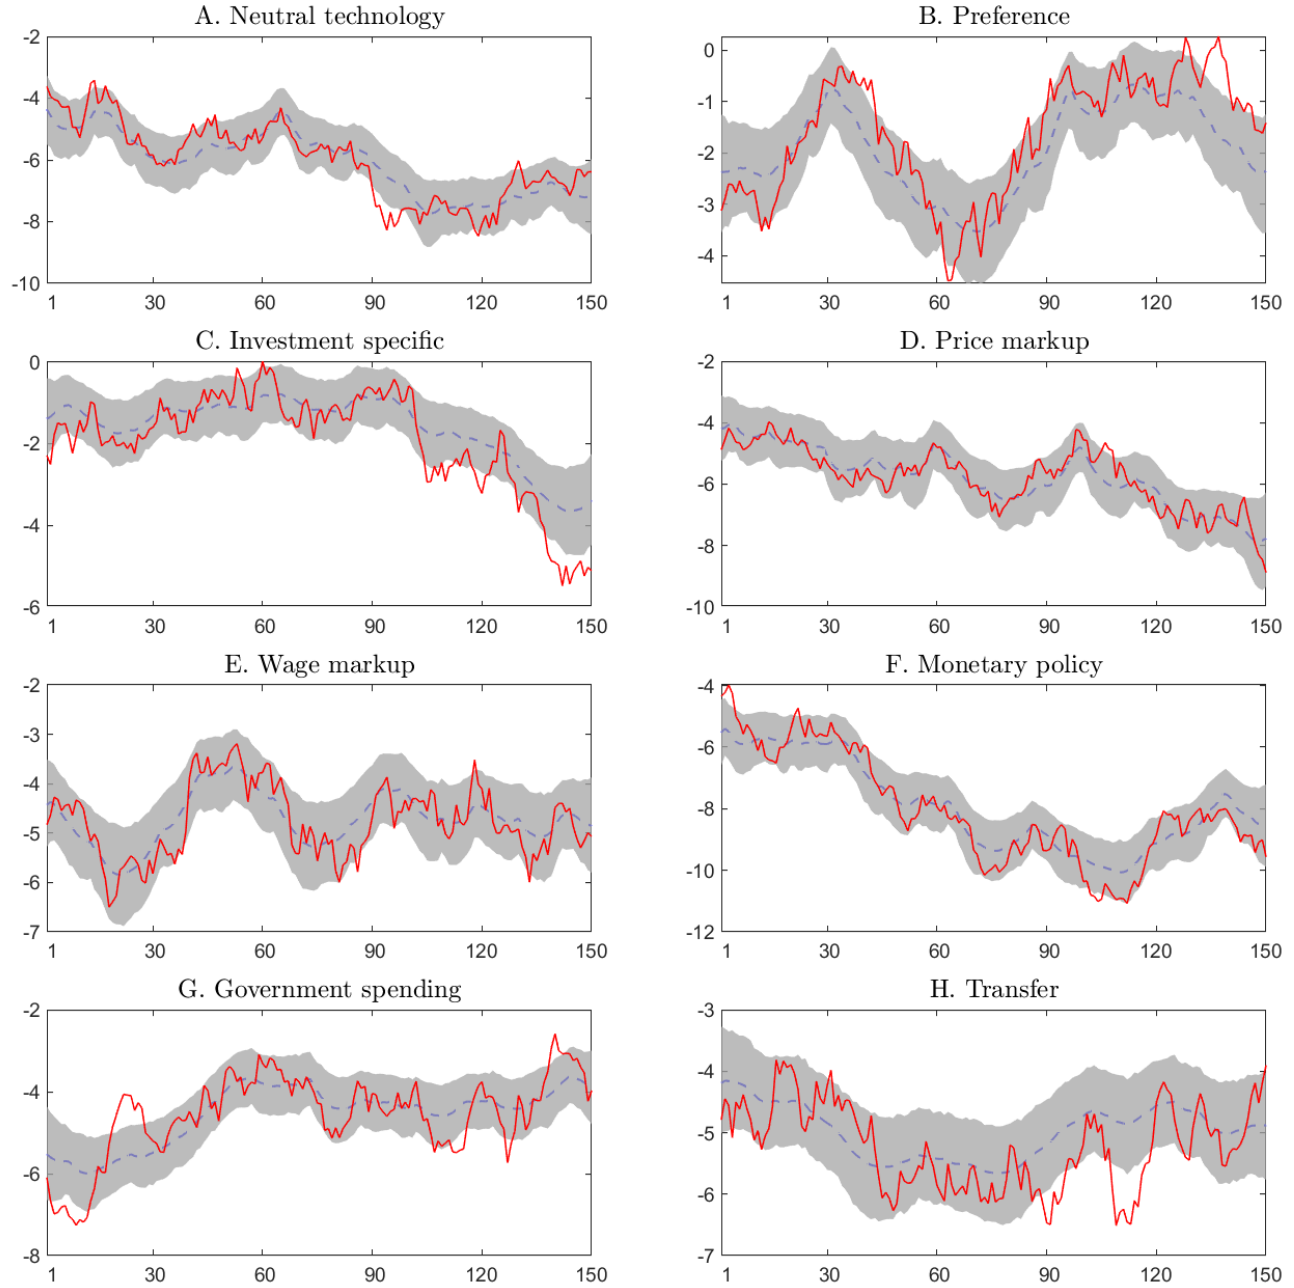 A. Neutral technology
-2
-4
-6
-8
-10
1 30 60 90 120 150
B. Preference
0
-1
-2
-3
-4
1 30 60 90 120 150
C. Investment specific
0
-2
-4
-6
1 30 60 90 120 150
D. Price markup
-2
-4
-6
-8
-10
1 30 60 90 120 150
E. Wage markup
-2
-3
-4
-5
-6
-7
1 30 60 90 120 150
F. Monetary policy
-4
-6
-8
-10
-12
1 30 60 90 120 150
G. Government spending
-2
-4
-6
-8
1 30 60 90 120 150
H. Transfer
-3
-4
-5
-6
-7
1 30 60 90 120 150